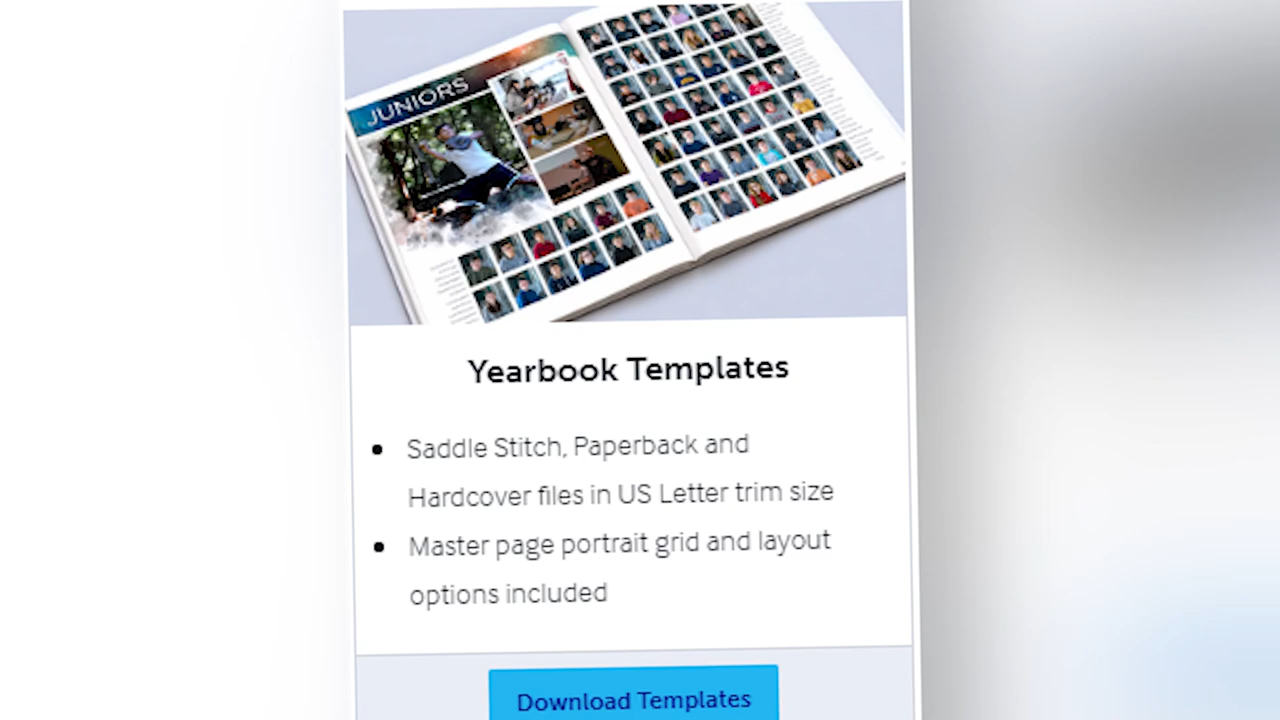 JUNIORS
Yearbook Templates
Saddle Stitch, Paperback and
Hardcover files in US Letter trim size
Master page portrait grid and layout
options included
Download Templates